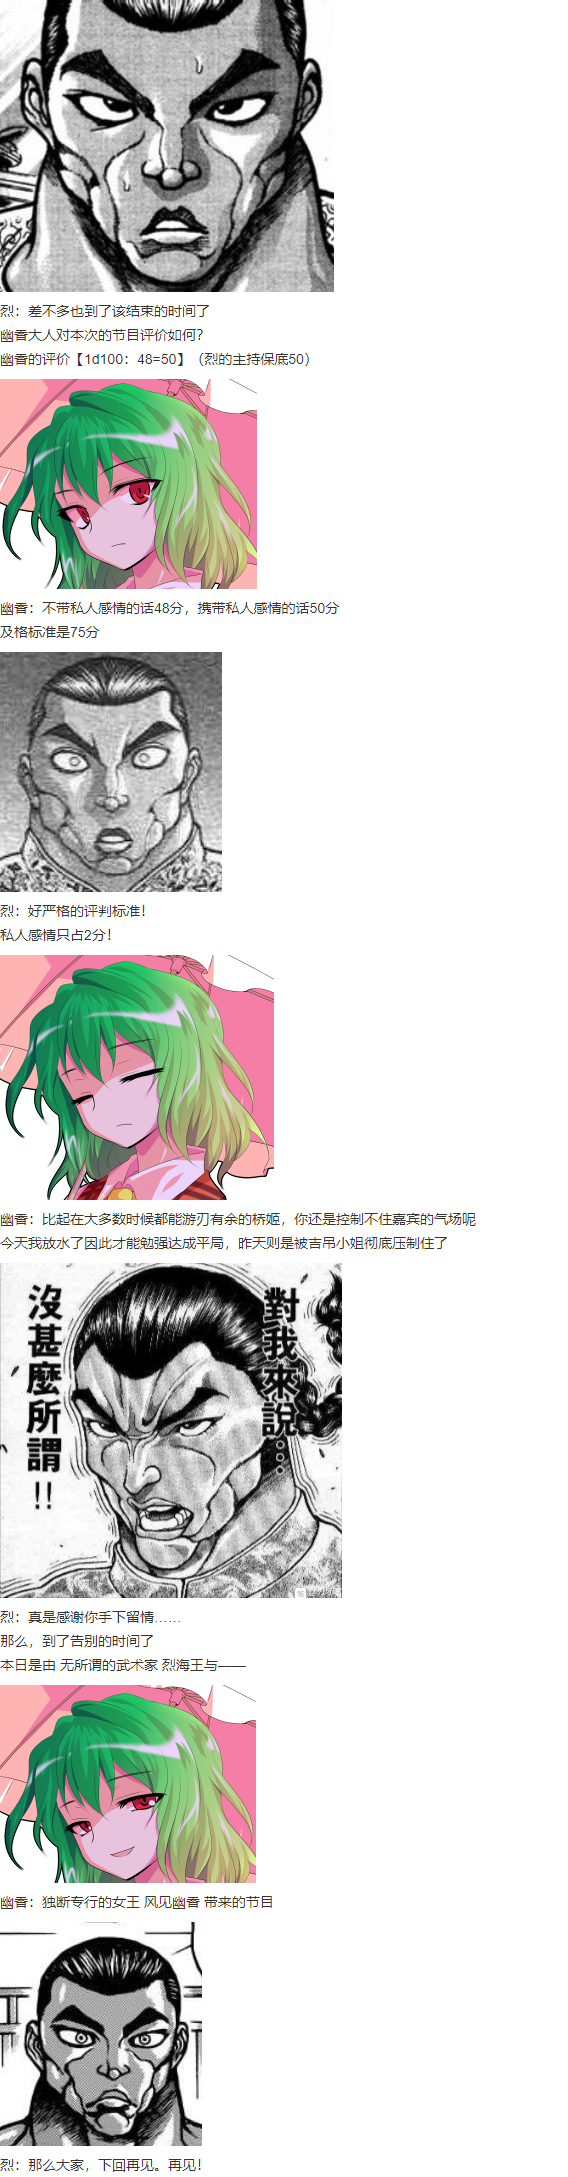 烈：差不多也到了该结束的时间了
幽香大人对本次的节目评价如何？
幽香的评价【1d100：48=50】（烈的主持保底50）
幽香：不带私人感情的话48分，携带私人感情的话50分
及格标准是75分
烈：好严格的评判标准！
私人感情只占2分！
幽香：比起在大多数时候都能游刃有余的桥姬，你还是控制不住嘉宾的气场呢
今天我放水了因此才能勉强达成平局，昨天则是被吉吊小姐彻底压制住了
對我來說…
沒甚麼所謂!!
烈：真是感谢你手下留情……
那么，到了告别的时间了
本日是由 无所谓的武术家 烈海王与——
幽香：独断专行的女王 风见幽香 带来的节目
烈：那么大家，下回再见。再见！